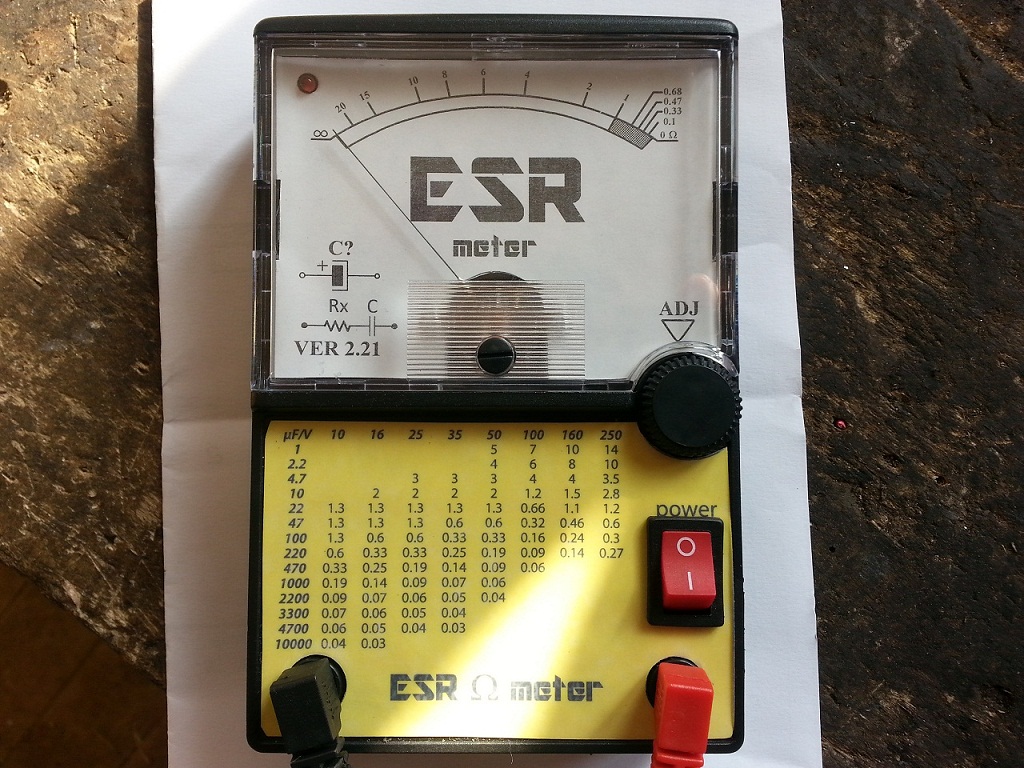 20 15 10 8 6 4 2 1 0.68
0.47
0.33
0.1
∞ 0 Ω
ESR
meter
C?
+
Rx C
VER 2.21
ADJ
µF/V 10 16 25 35 50 100 160 250
1 5 7 10 14
2.2 4 6 8 10
4.7 3 3 3 4 4 3.5
10 2 2 2 2 1.2 1.5 2.8
22 1.3 1.3 1.3 1.3 1.3 0.66 1.1 1.2
47 1.3 1.3 1.3 0.6 0.6 0.32 0.46 0.6
100 1.3 0.6 0.6 0.33 0.33 0.16 0.24 0.3
220 0.6 0.33 0.33 0.25 0.19 0.09 0.14 0.27
470 0.33 0.25 0.19 0.14 0.09 0.06
1000 0.19 0.14 0.09 0.07 0.06
2200 0.09 0.07 0.06 0.05 0.04
3300 0.07 0.06 0.05 0.04
4700 0.06 0.05 0.04 0.03
10000 0.04 0.03
power
O
I
ESR Ω meter